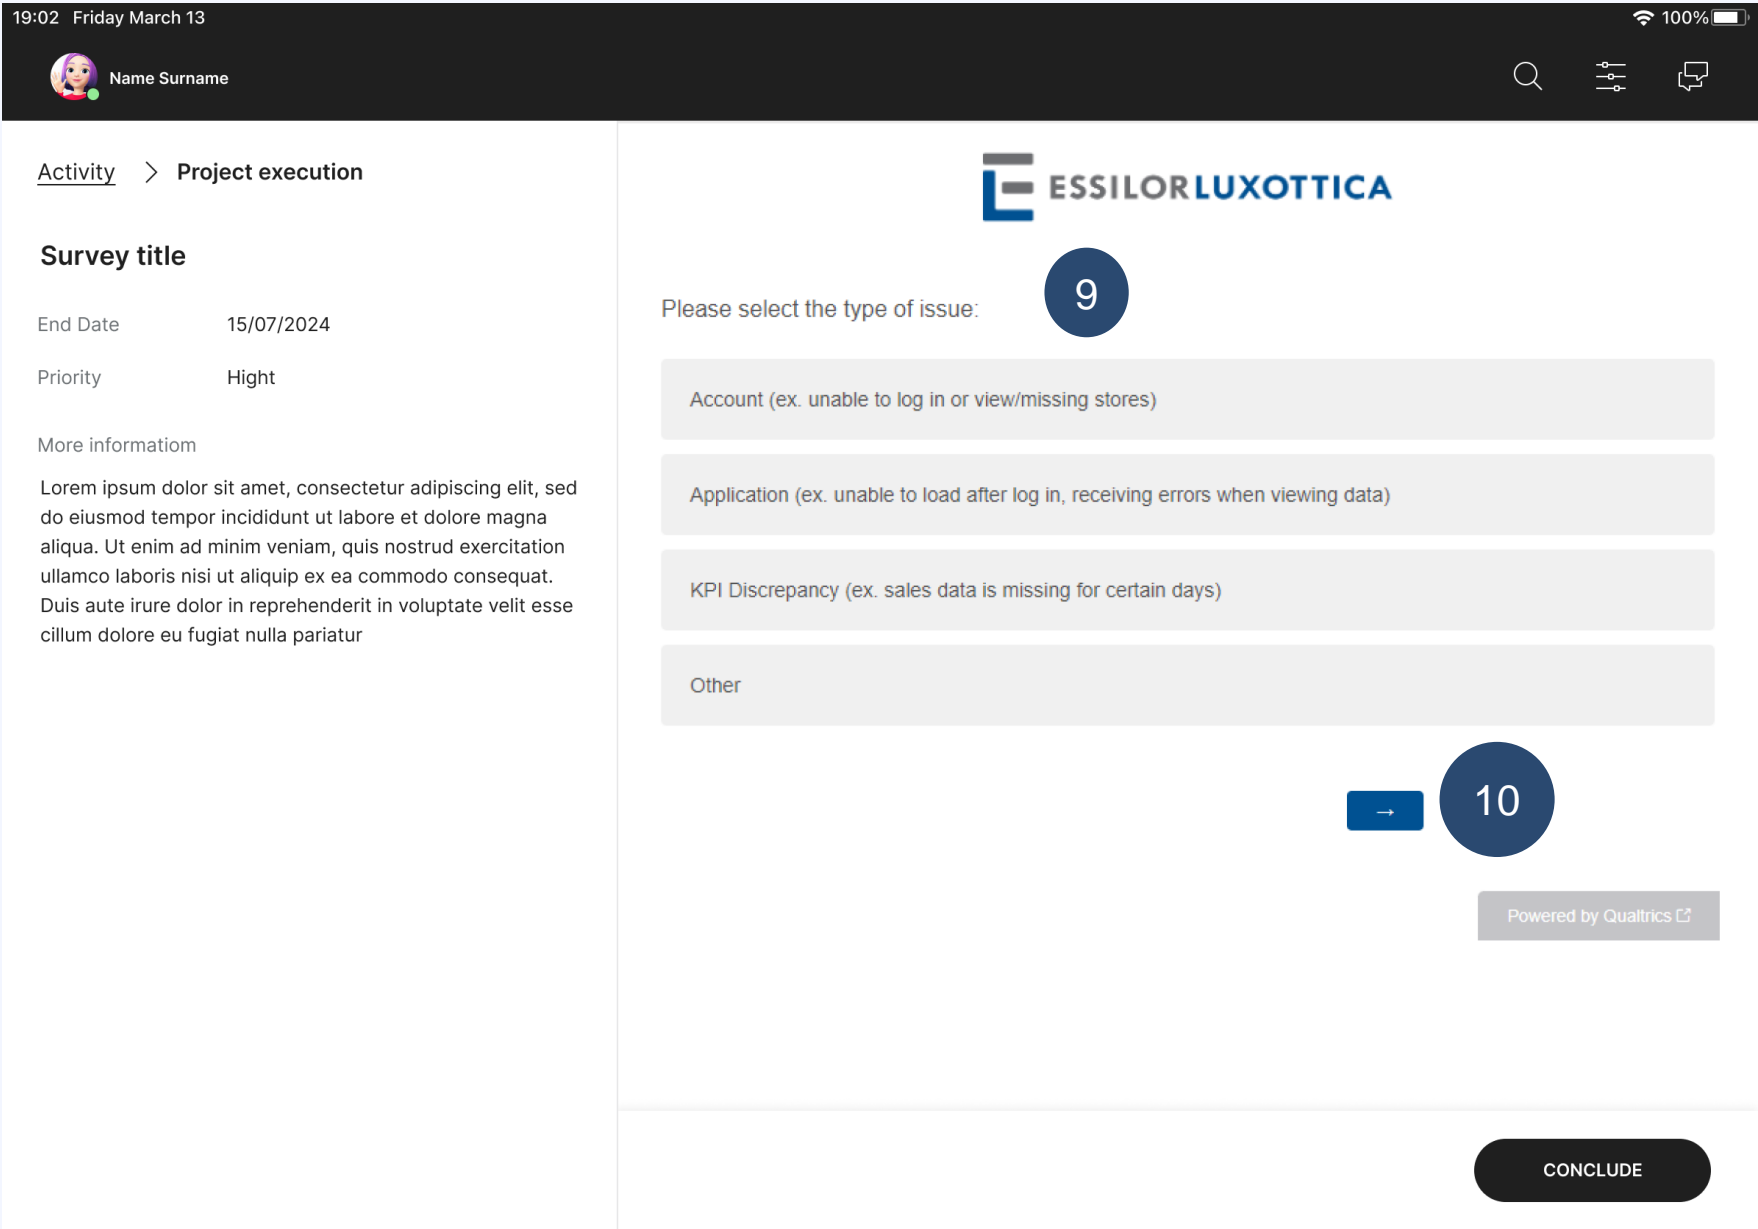 19:02 Friday March 13
100%
Name Surname
Activity
Project execution
Survey title
End Date 15/07/2024
Priority Hight
More informatiom
Lorem ipsum dolor sit amet, consectetur adipiscing elit, sed
do eiusmod tempor incididunt ut labore et dolore magna
aliqua. Ut enim ad minim veniam, quis nostrud exercitation
ullamco laboris nisi ut aliquip ex ea commodo consequat.
Duis aute irure dolor in reprehenderit in voluptate velit esse
cillum dolore eu fugiat nulla pariatur
ESSILORLUXOTTICA
9
Please select the type of issue:
Account (ex. unable to log in or view/missing stores)
Application (ex. unable to load after log in, receiving errors when viewing data)
KPI Discrepancy (ex. sales data is missing for certain days)
Other
→
10
Powered by Qualtrics
CONCLUDE